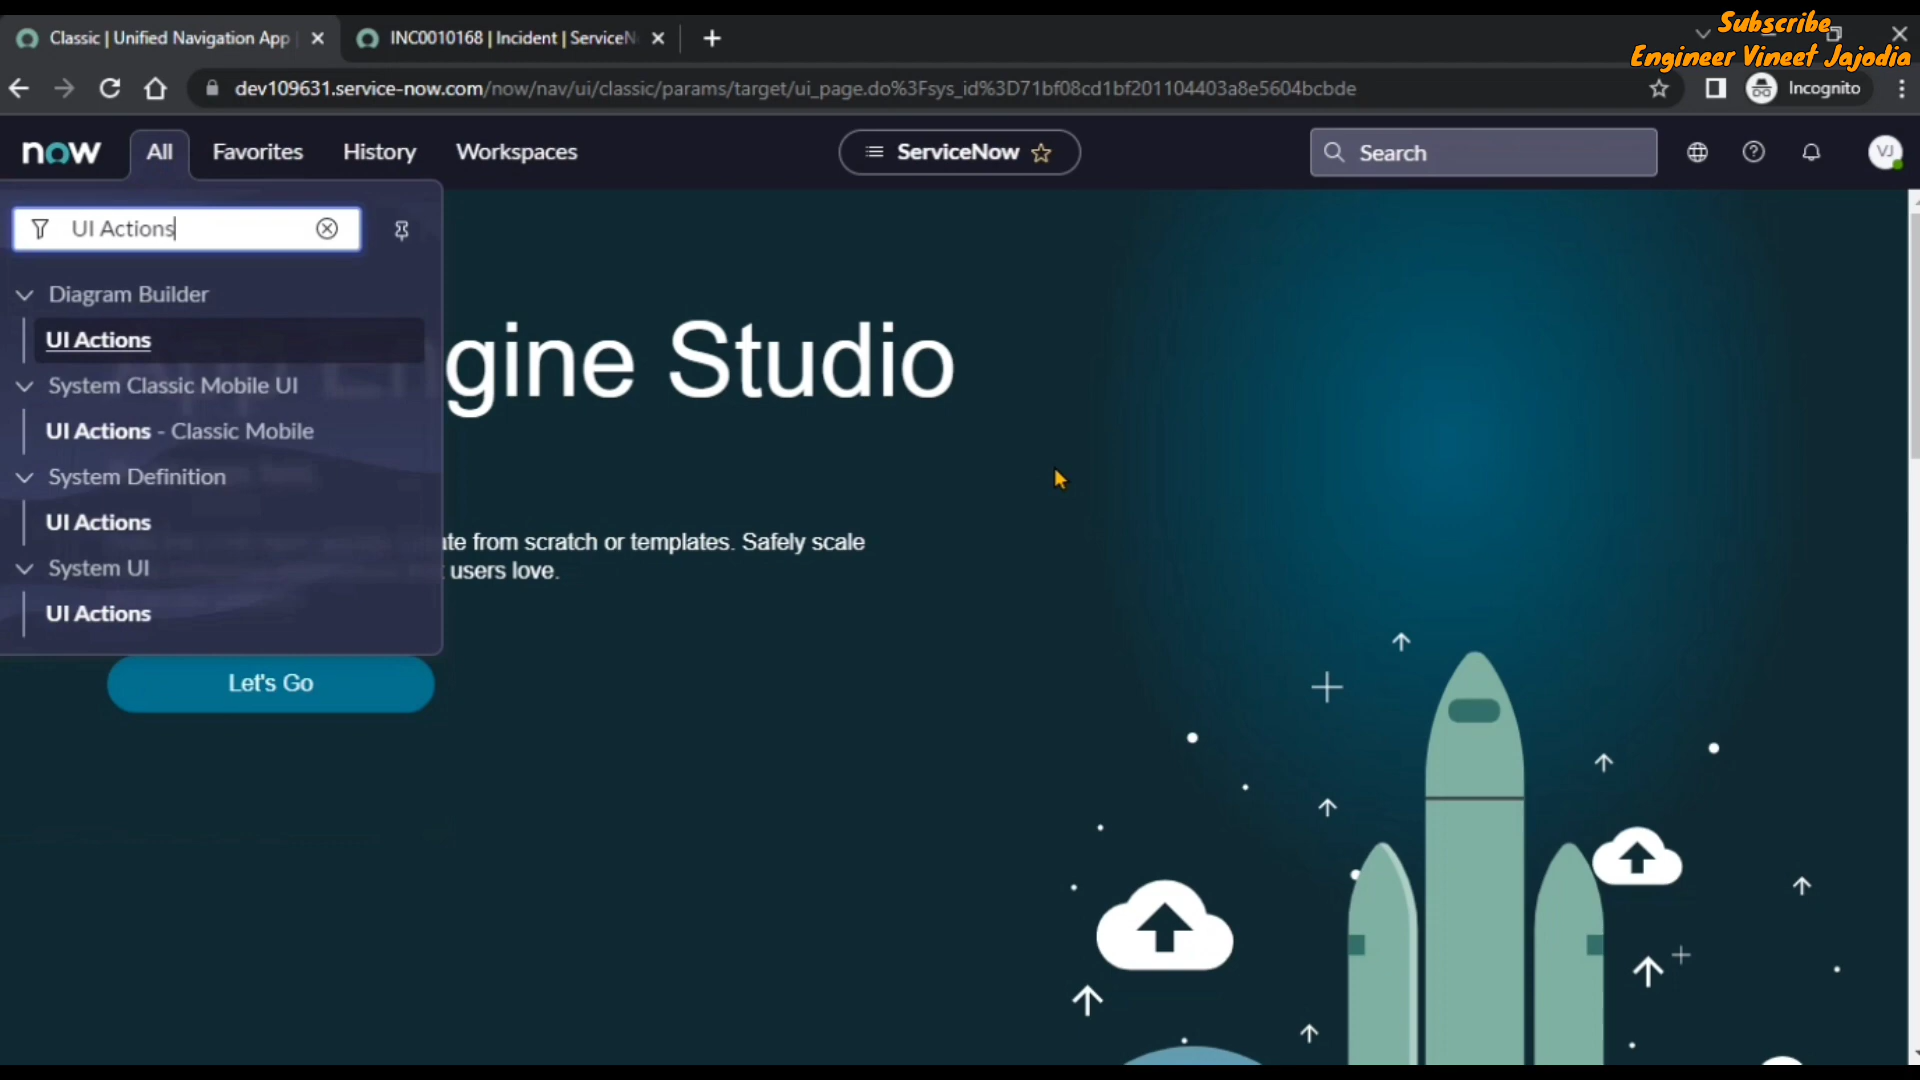 Subscribe
Engineer Vineet Jajodia
Classic | Unified Navigation App
INC0010168 | Incident | ServiceN
dev109631.service-now.com/now/nav/ui/classic/params/target/ui_page.do%3Fsys_id%3D71bf08cd1bf201104403a8e5604bcbde
Incognito
now
All
Favorites
History
Workspaces
ServiceNow
Search
VJ
UI Actions
Diagram Builder
UI Actions
System Classic Mobile UI
UI Actions - Classic Mobile
System Definition
UI Actions
System UI
UI Actions
App Engine Studio
ate from scratch or templates. Safely scale
users love.
Let's Go